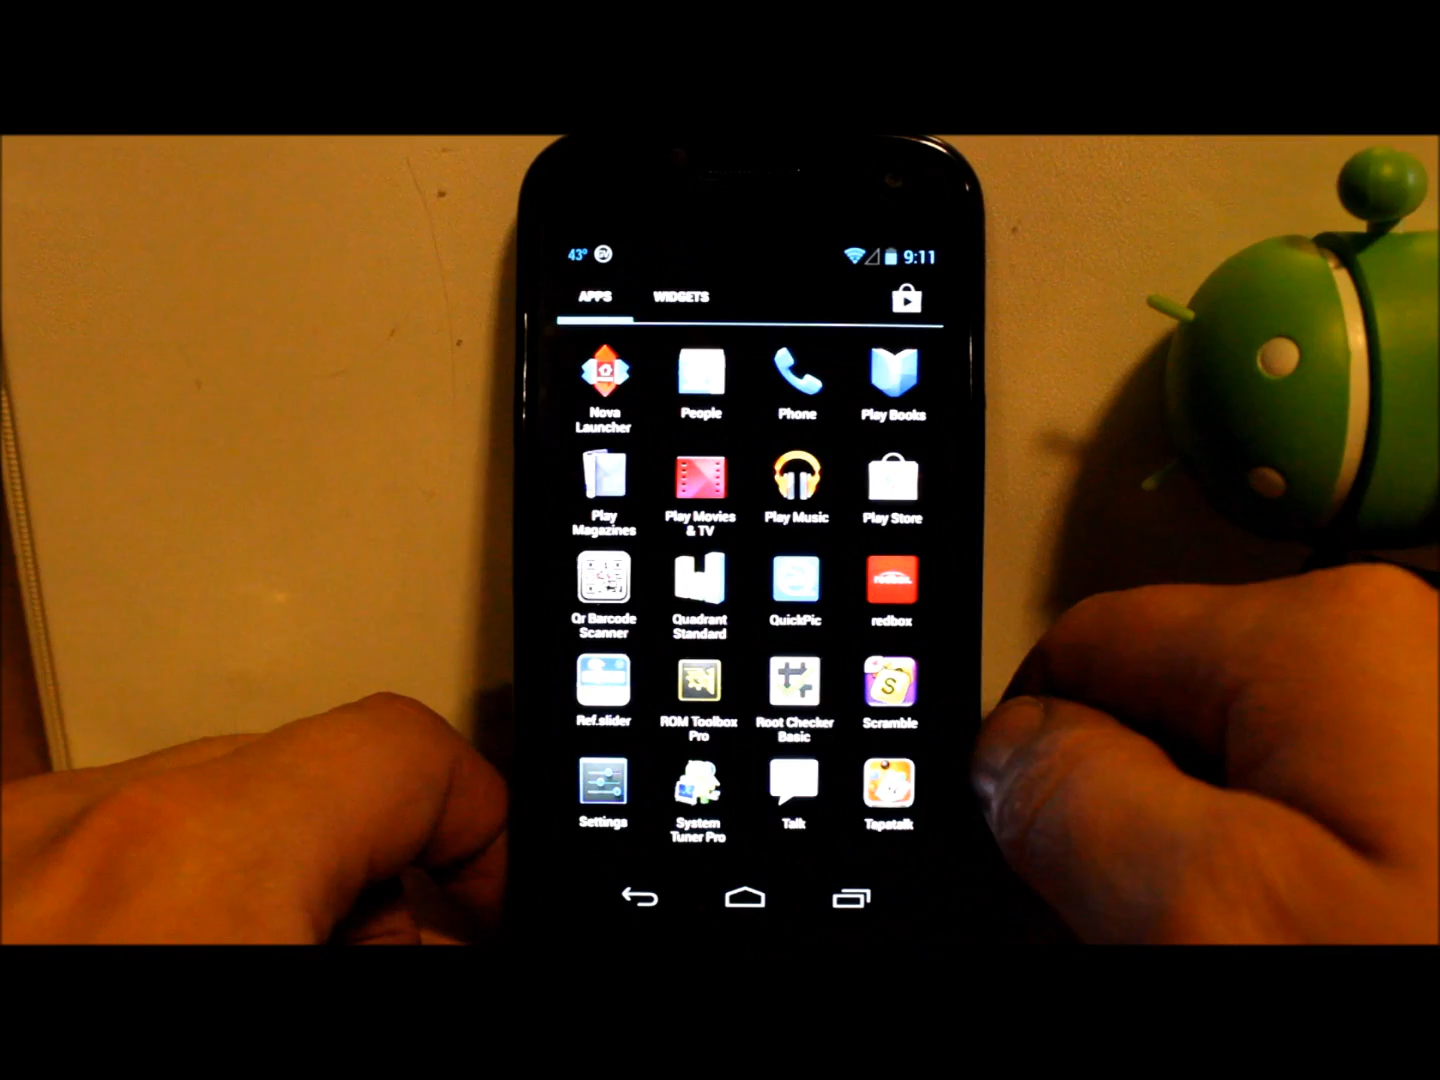 43° 9:11
APPS WIDGETS
Nova Launcher
People
Phone
Play Books
Play Magazines
Play Movies & TV
Play Music
Play Store
Qr Barcode Scanner
Quadrant Standard
QuickPic
redbox.
redbox
Ref.slider
ROM Toolbox Pro
Root Checker Basic
S
Scramble
Settings
System Tuner Pro
Talk
Tapatalk